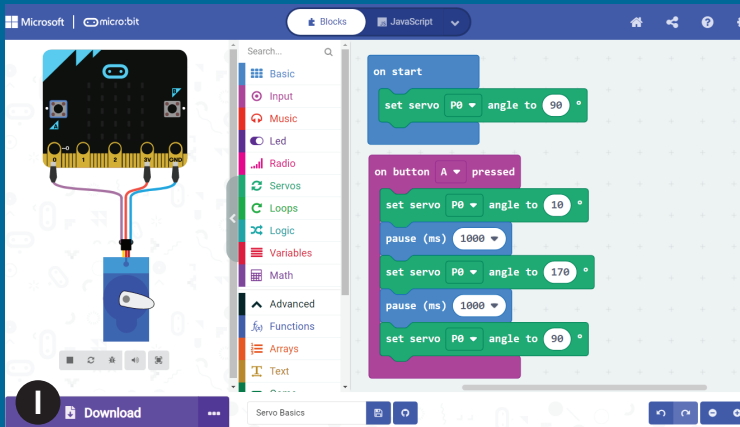 Microsoft | micro:bit
Blocks
JavaScript
Search...
Basic
Input
Music
Led
Radio
Servos
Loops
Logic
Variables
Math
Advanced
f(x) Functions
Arrays
Text
on start
set servo P0 angle to 90 °
on button A pressed
set servo P0 angle to 10 °
pause (ms) 1000
set servo P0 angle to 170 °
pause (ms) 1000
set servo P0 angle to 90 °
A
B
0 1 2 3V GND
1
Download
Servo Basics